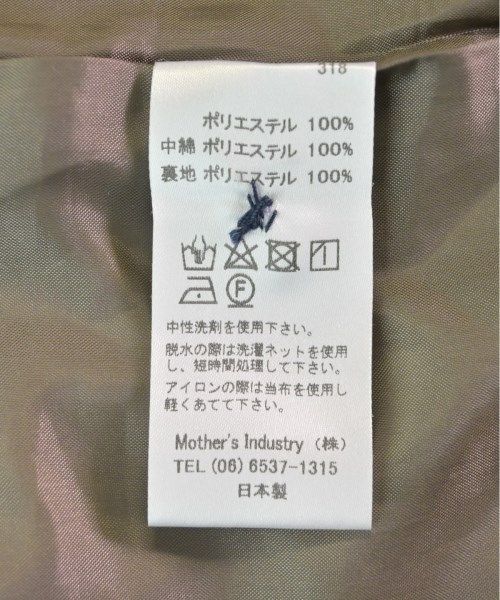 318
ポリエステル 100%
中綿 ポリエステル 100%
裏地 ポリエステル 100%
F
中性洗剤を使用下さい。
脱水の際は洗濯ネットを使用
し、短時間処理して下さい。
アイロンの際は当布を使用し
軽くあてて下さい。
Mother's Industry (株)
TEL (06) 6537-1315
日本製